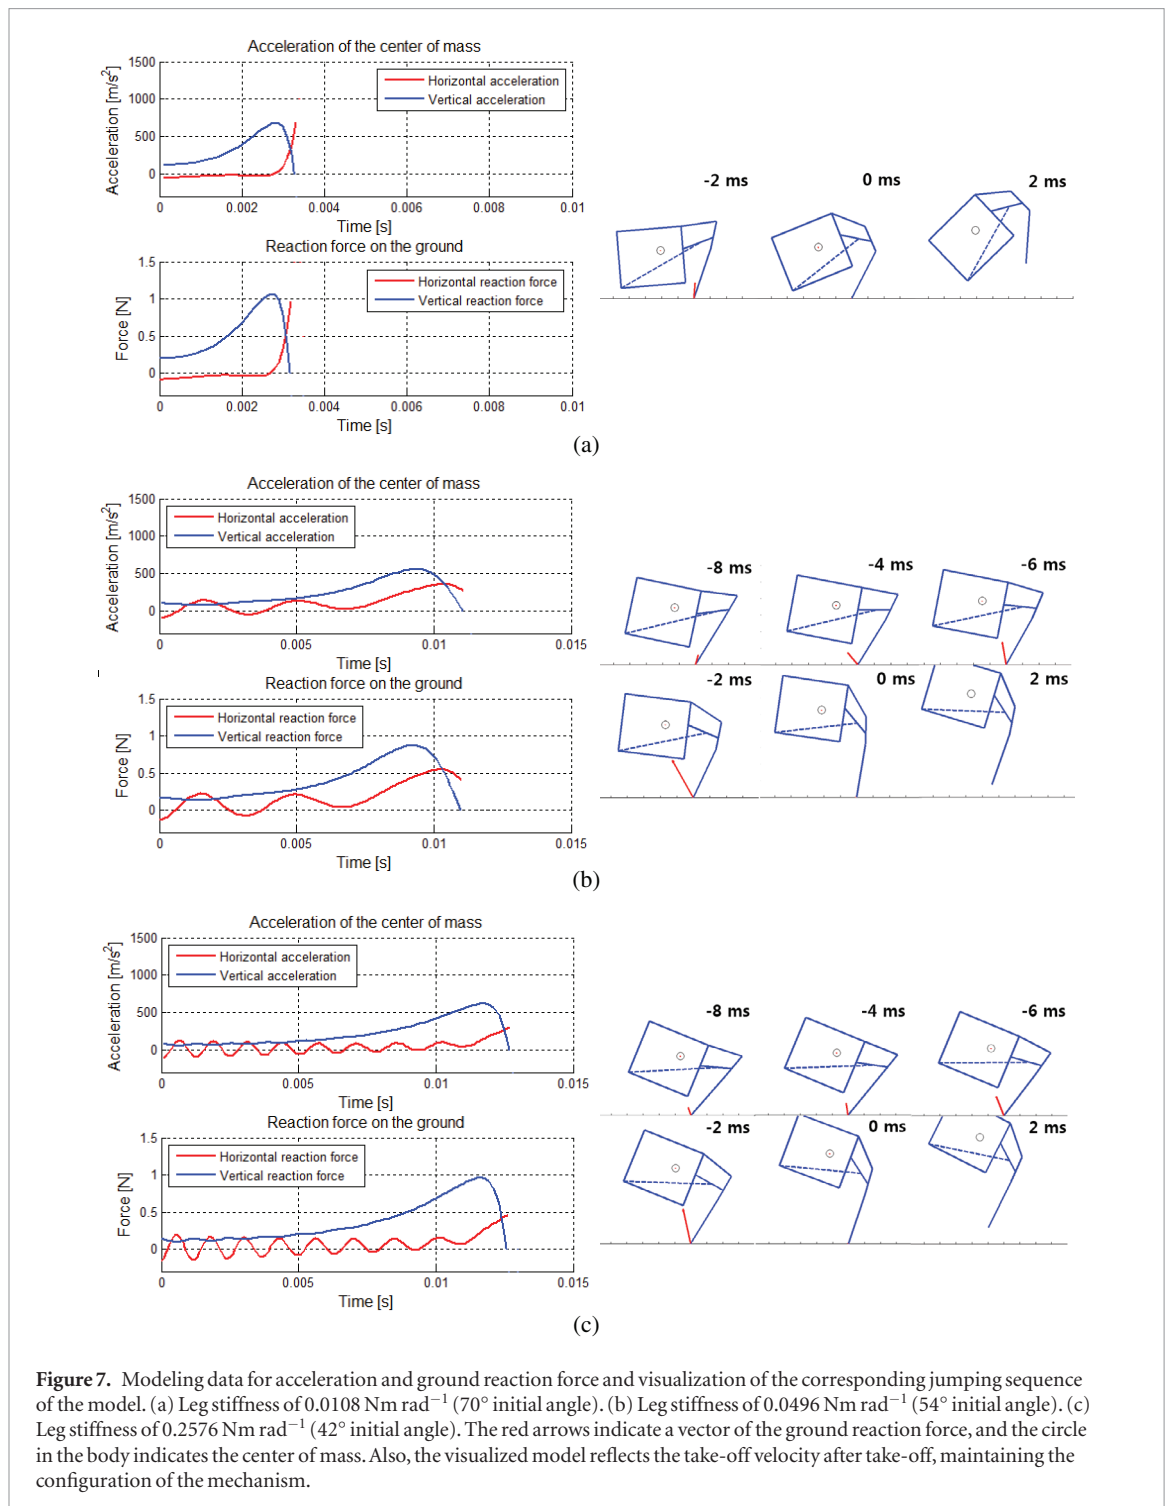 Acceleration of the center of mass
Acceleration [m/s²]
1500
1000
500
0
Horizontal acceleration
Vertical acceleration
0 0.002 0.004 0.006 0.008 0.01
Time [s]
Reaction force on the ground
Force [N]
1.5
1
0.5
0
Horizontal reaction force
Vertical reaction force
0 0.002 0.004 0.006 0.008 0.01
Time [s]
-2 ms 0 ms 2 ms
(a)
Acceleration of the center of mass
Acceleration [m/s²]
1500
1000
500
0
Horizontal acceleration
Vertical acceleration
0 0.005 0.01 0.015
Time [s]
Reaction force on the ground
Force [N]
1.5
1
0.5
0
Horizontal reaction force
Vertical reaction force
0 0.005 0.01 0.015
Time [s]
-8 ms -4 ms -6 ms
-2 ms 0 ms 2 ms
(b)
Acceleration of the center of mass
Acceleration [m/s²]
1500
1000
500
0
Horizontal acceleration
Vertical acceleration
0 0.005 0.01 0.015
Time [s]
Reaction force on the ground
Force [N]
1.5
1
0.5
0
Horizontal reaction force
Vertical reaction force
0 0.005 0.01 0.015
Time [s]
-8 ms -4 ms -6 ms
-2 ms 0 ms 2 ms
(c)
Figure 7. Modeling data for acceleration and ground reaction force and visualization of the corresponding jumping sequence
of the model. (a) Leg stiffness of 0.0108 Nm rad⁻¹ (70° initial angle). (b) Leg stiffness of 0.0496 Nm rad⁻¹ (54° initial angle). (c)
Leg stiffness of 0.2576 Nm rad⁻¹ (42° initial angle). The red arrows indicate a vector of the ground reaction force, and the circle
in the body indicates the center of mass. Also, the visualized model reflects the take-off velocity after take-off, maintaining the
configuration of the mechanism.